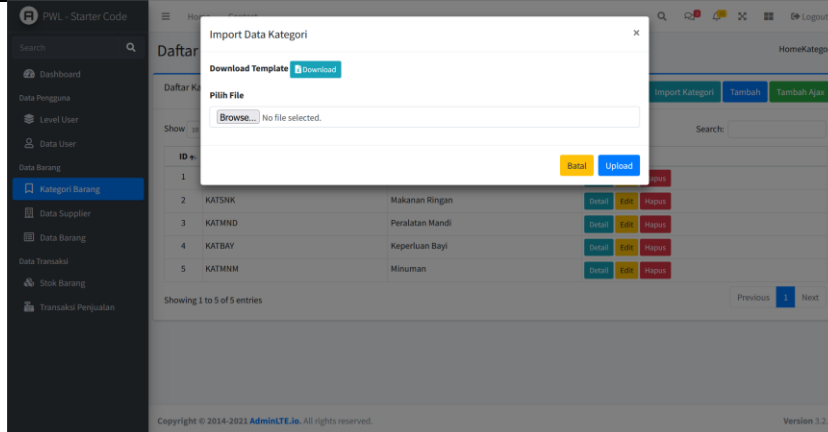 PWL - Starter Code
Logout
Search
Import Data Kategori
×
Daftar
HomeKatego
Dashboard
Download Template Download
Data Pengguna
Daftar Ka
Import Kategori Tambah Tambah Ajax
Pilih File
Level User
Browse... No file selected.
Show
Search:
Data User
ID
Data Barang
Batal Upload
1
Hapus
Kategori Barang
2 KATSNK Makanan Ringan Detail Edit Hapus
Data Supplier
3 KATMND Peralatan Mandi Detail Edit Hapus
Data Barang
4 KATBAY Keperluan Bayi Detail Edit Hapus
Data Transaksi
5 KATMNM Minuman Detail Edit Hapus
Stok Barang
Showing 1 to 5 of 5 entries
Previous 1 Next
Transaksi Penjualan
Copyright © 2014-2021 AdminLTE.io. All rights reserved.
Version 3.2.